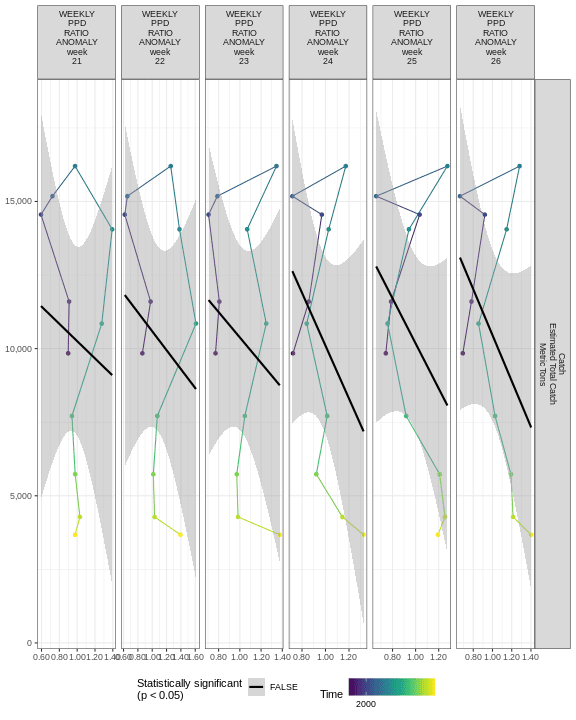 WEEKLY
PPD
RATIO
ANOMALY
week
21
WEEKLY
PPD
RATIO
ANOMALY
week
22
WEEKLY
PPD
RATIO
ANOMALY
week
23
WEEKLY
PPD
RATIO
ANOMALY
week
24
WEEKLY
PPD
RATIO
ANOMALY
week
25
WEEKLY
PPD
RATIO
ANOMALY
week
26
15,000
10,000
5,000
0
Catch
Estimated Total Catch
Metric Tons
0.60 0.80 1.00 1.20 1.40
0.60 0.80 1.00 1.20 1.40 1.60
0.80 1.00 1.20 1.40
0.80 1.00 1.20
0.80 1.00 1.20
0.80 1.00 1.20 1.40
Statistically significant
(p < 0.05)
FALSE
Time
2000